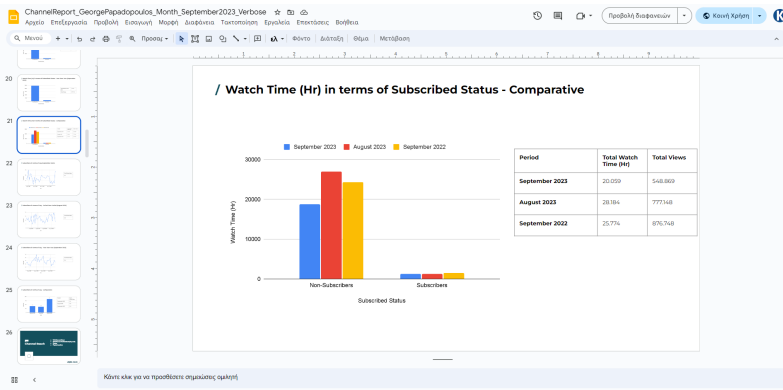 ChannelReport_GeorgePapadopoulos_Month_September2023_Verbose
Αρχείο Επεξεργασία Προβολή Εισαγωγή Μορφή Διαφάνεια Τακτοποίηση Εργαλεία Επεκτάσεις Βοήθεια
Προβολή διαφανειών
Κοινή Χρήση
Μενού
Προσαρ
Φόντο Διάταξη Θέμα Μετάβαση
20
21
22
23
24
25
26
/ Watch Time (Hr) in terms of Subscribed Status - Comparative
September 2023 August 2023 September 2022
30000
20000
10000
0
Watch Time (Hr)
Non-Subscribers Subscribers
Subscribed Status
Period Total Watch Time (Hr) Total Views
September 2023 20.059 548.869
August 2023 28.184 777.148
September 2022 25.774 876.748
Κάντε κλικ για να προσθέσετε σημειώσεις ομιλητή